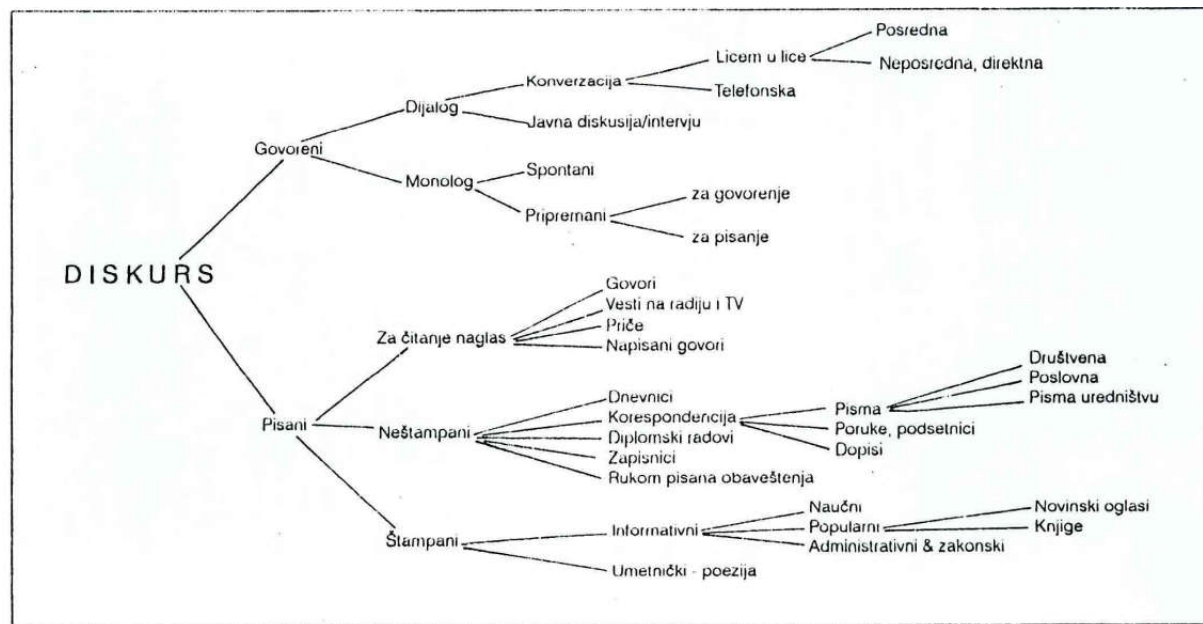 Posredna
Licem u lice
Neposredna, direktna
Konverzacija
Telefonska
Dijalog
Javna diskusija/intervju
Govoreni
Spontani
Monolog
za govorenje
Pripremani
za pisanje
DISKURS
Govori
Vesti na radiju i TV
Za čitanje naglas
Priče
Napisani govori
Društvena
Dnevnici
Poslovna
Korespondencija
Pisma
Pisma uredništvu
Pisani
Neštampani
Diplomski radovi
Poruke, podsetnici
Zapisnici
Dopisi
Rukom pisana obaveštenja
Naučni
Novinski oglasi
Informativni
Popularni
Knjige
Štampani
Administrativni & zakonski
Umetnički - poezija